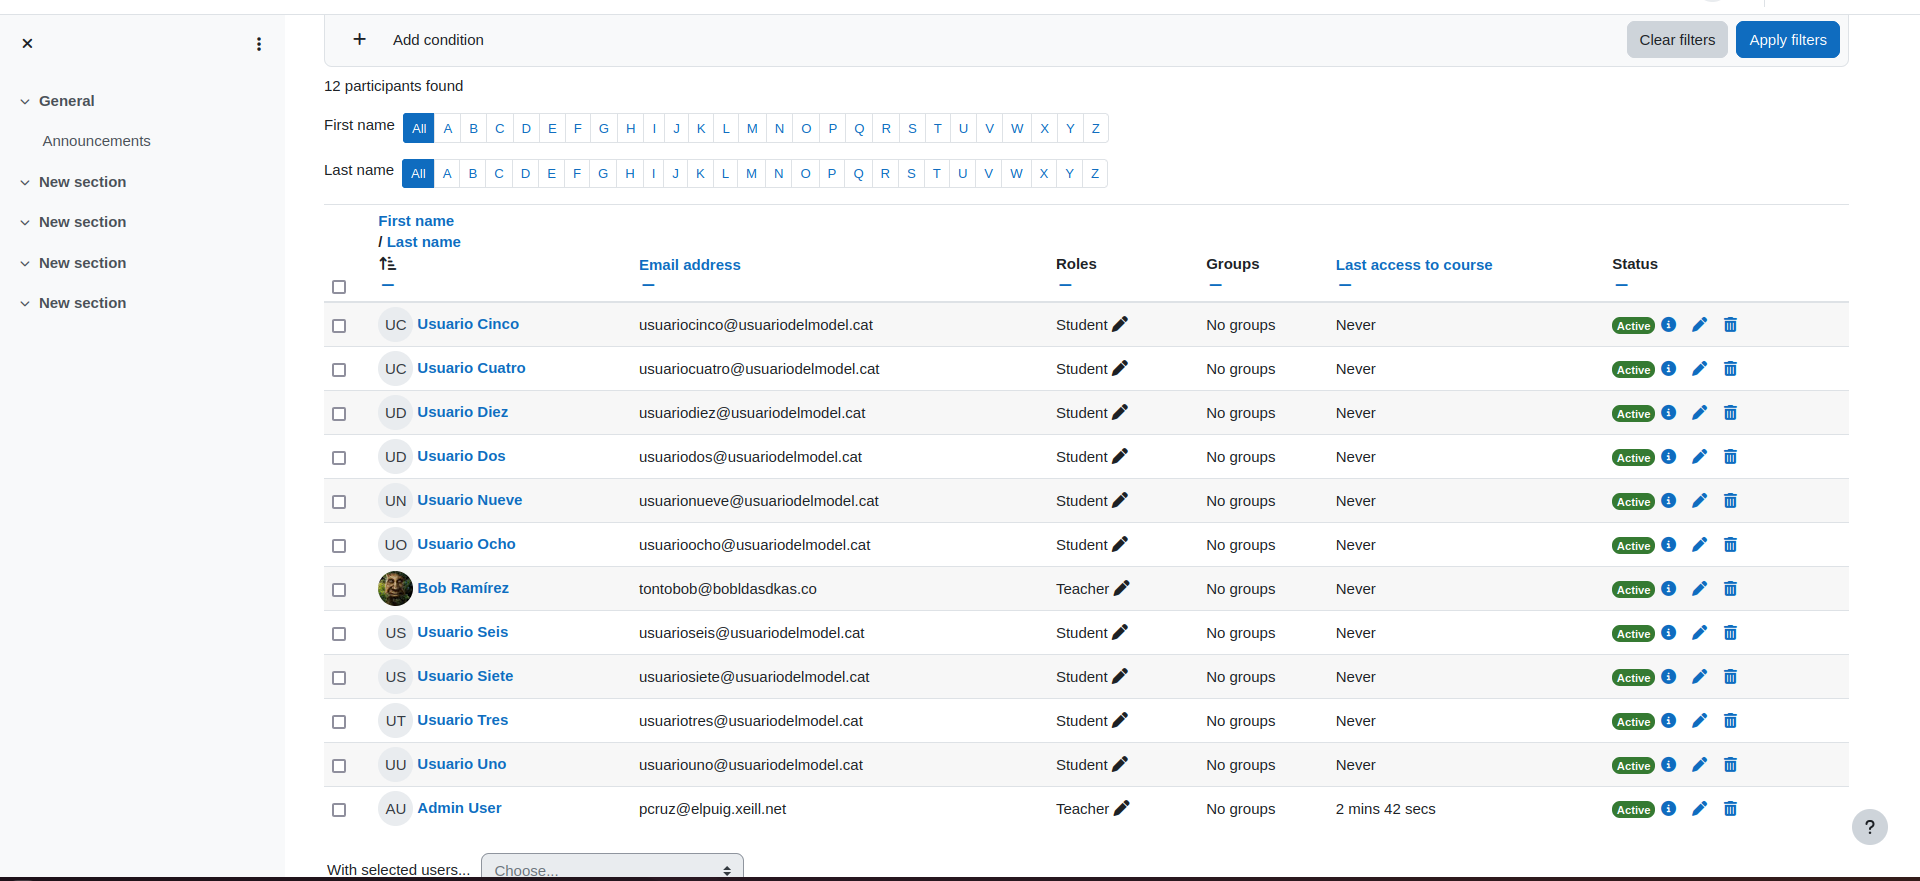 Add condition
Clear filters
Apply filters
General
Announcements
New section
New section
New section
New section
12 participants found
First name All A B C D E F G H I J K L M N O P Q R S T U V W X Y Z
Last name All A B C D E F G H I J K L M N O P Q R S T U V W X Y Z
First name
/ Last name
Email address Roles Groups Last access to course Status
UC Usuario Cinco usuariocinco@usuariodelmodel.cat Student No groups Never Active
UC Usuario Cuatro usuariocuatro@usuariodelmodel.cat Student No groups Never Active
UD Usuario Diez usuariodiez@usuariodelmodel.cat Student No groups Never Active
UD Usuario Dos usuariodos@usuariodelmodel.cat Student No groups Never Active
UN Usuario Nueve usuarionueve@usuariodelmodel.cat Student No groups Never Active
UO Usuario Ocho usuarioocho@usuariodelmodel.cat Student No groups Never Active
Bob Ramírez tontobob@bobldasdkas.co Teacher No groups Never Active
US Usuario Seis usuarioseis@usuariodelmodel.cat Student No groups Never Active
US Usuario Siete usuariosiete@usuariodelmodel.cat Student No groups Never Active
UT Usuario Tres usuariotres@usuariodelmodel.cat Student No groups Never Active
UU Usuario Uno usuariouno@usuariodelmodel.cat Student No groups Never Active
AU Admin User pcruz@elpuig.xeill.net Teacher No groups 2 mins 42 secs Active
?
With selected users... Choose...